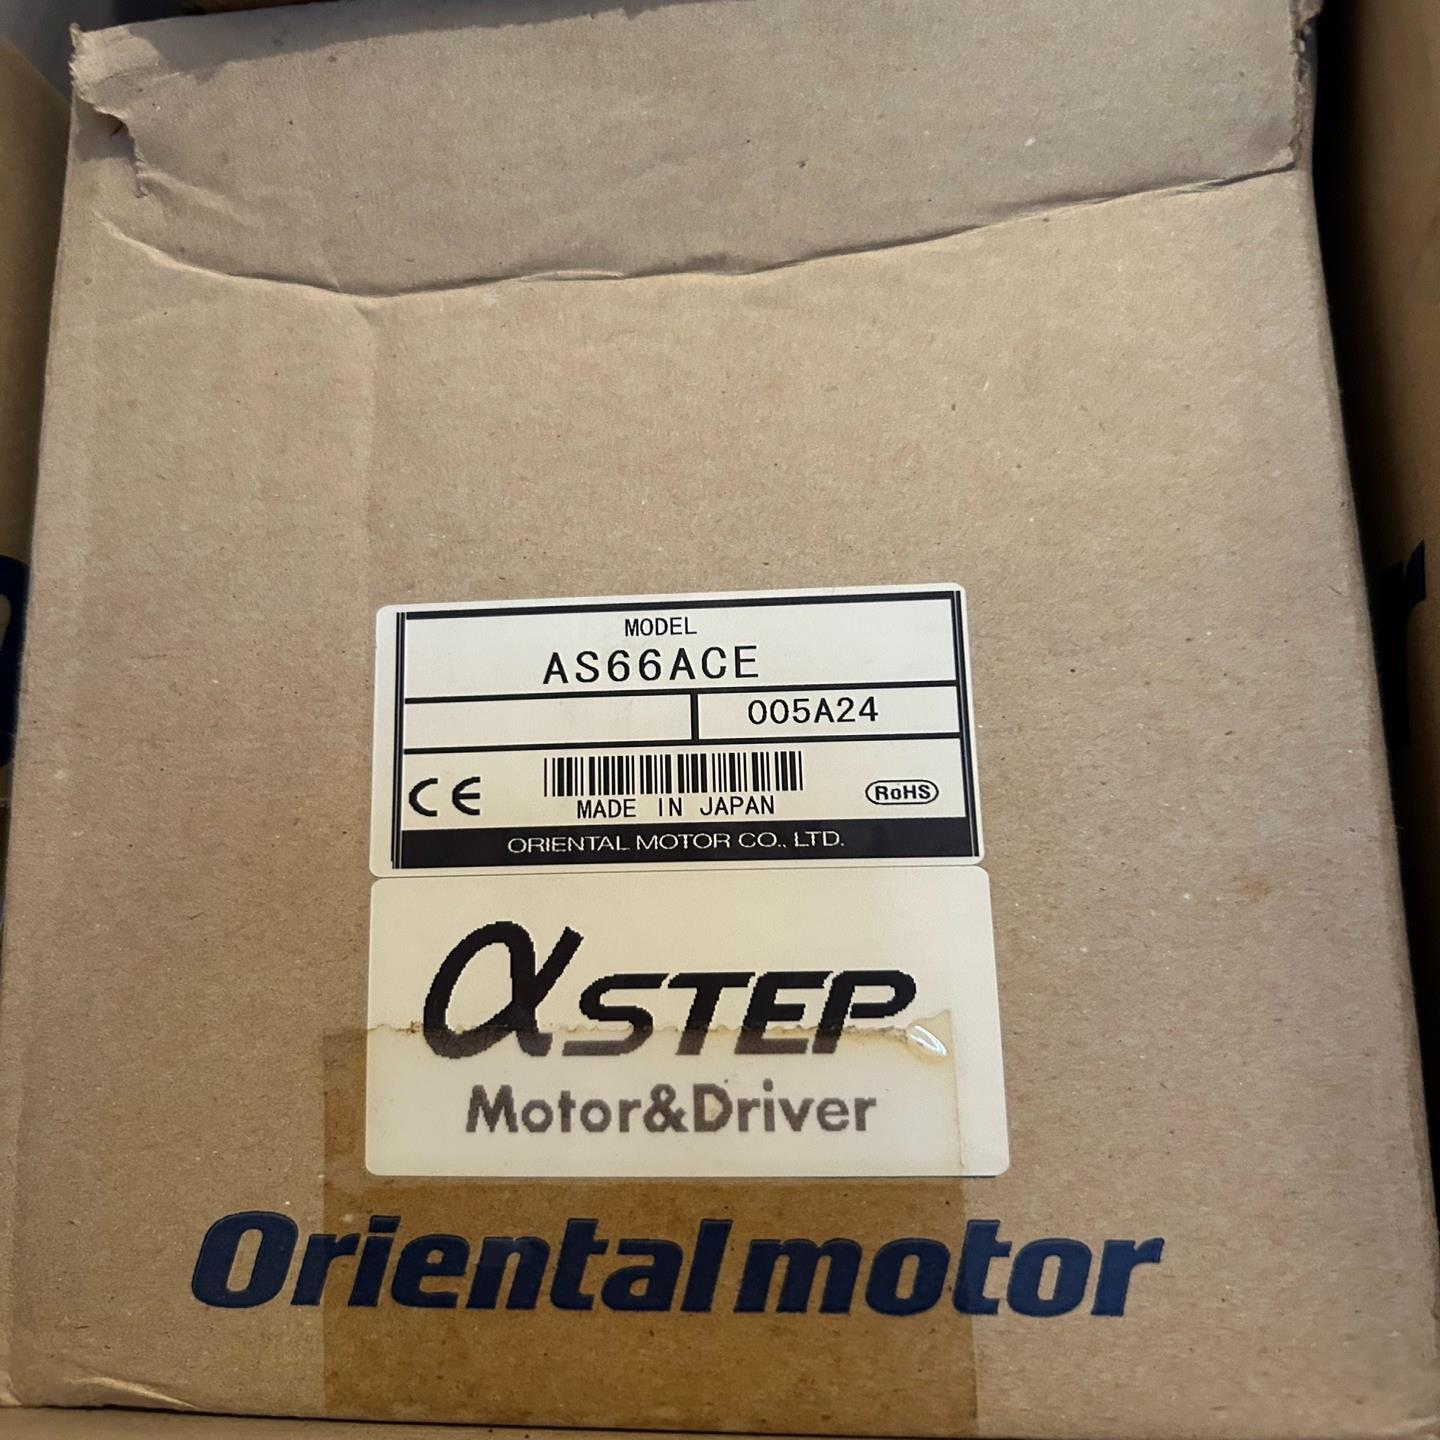 MODEL
AS66ACE
005A24
CE
MADE IN JAPAN
RoHS
ORIENTAL MOTOR CO., LTD.
αSTEP
Motor&Driver
Orientalmotor